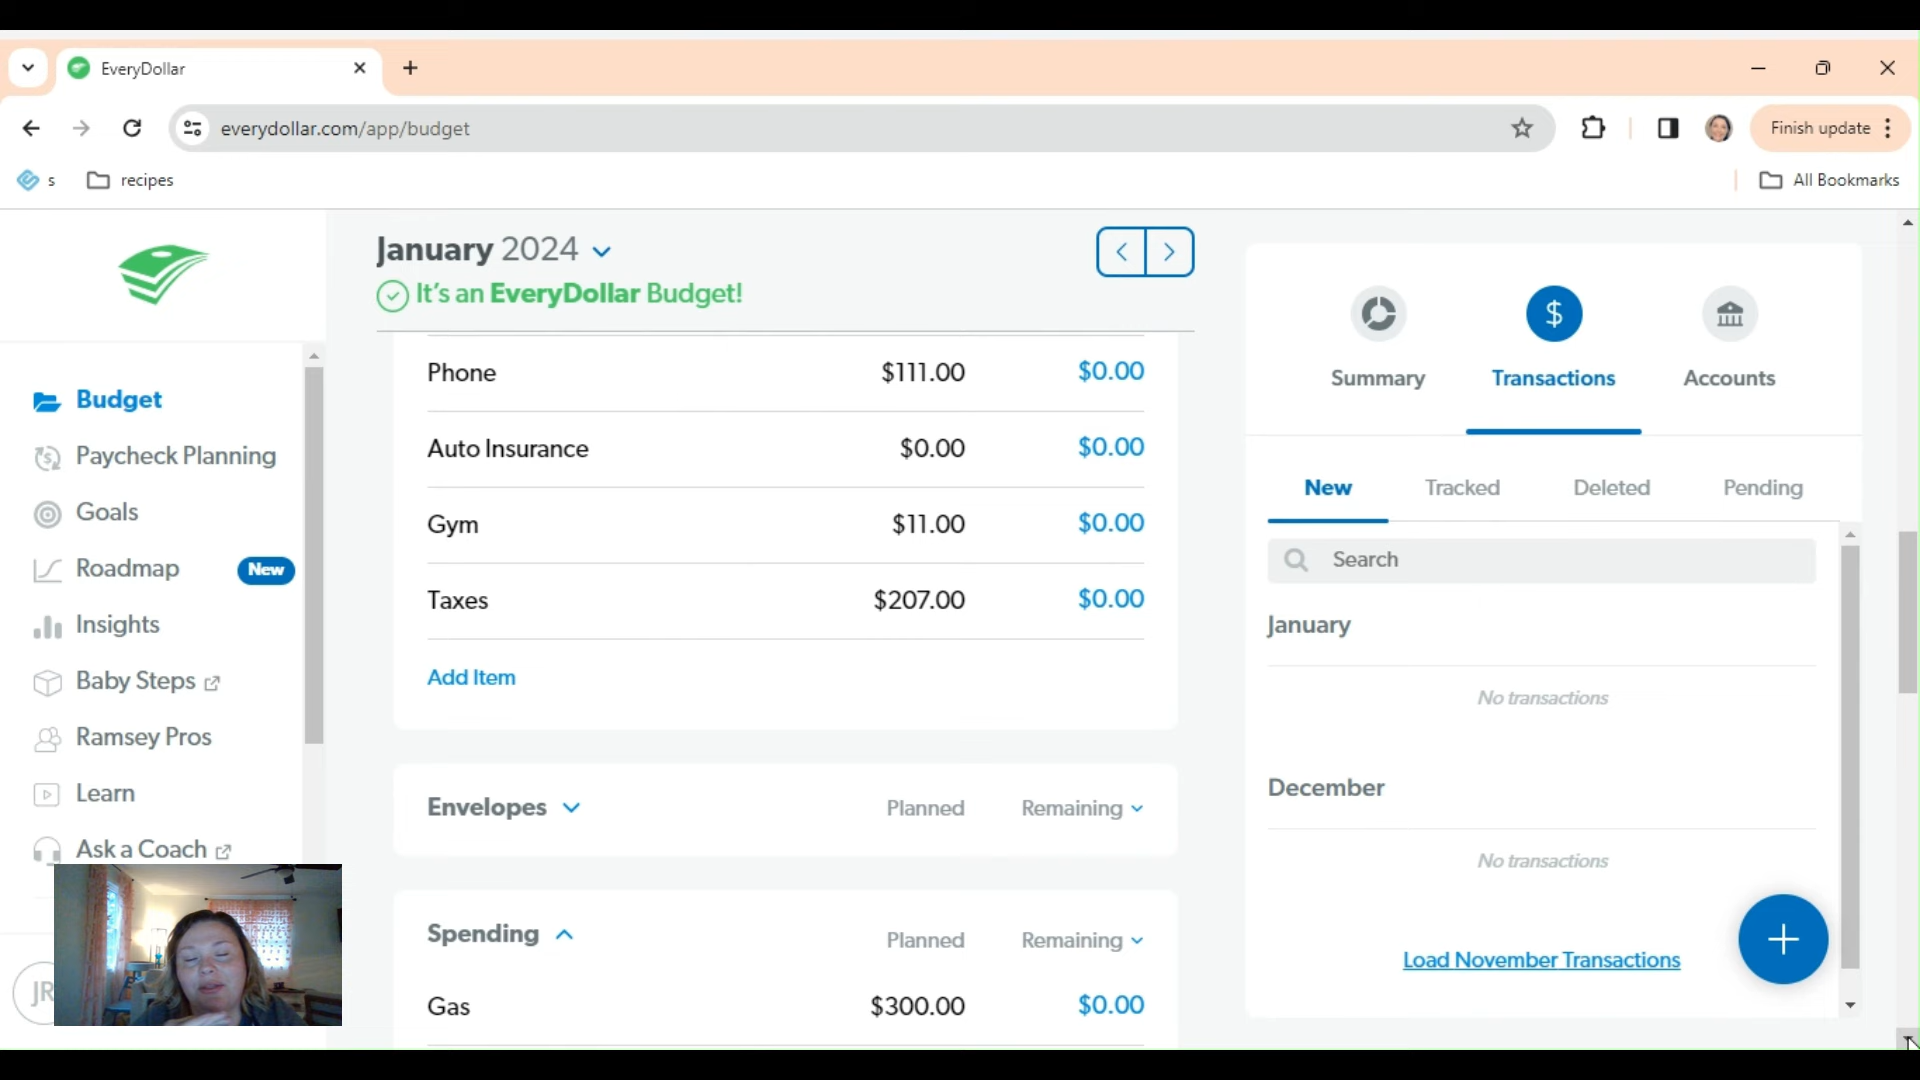 EveryDollar
everydollar.com/app/budget
Finish update
s
recipes
All Bookmarks
Budget
Paycheck Planning
Goals
Roadmap
New
Insights
Baby Steps
Ramsey Pros
Learn
Ask a Coach
JR
January 2024
It's an EveryDollar Budget!
Phone $111.00 $0.00
Auto Insurance $0.00 $0.00
Gym $11.00 $0.00
Taxes $207.00 $0.00
Add Item
Envelopes Planned Remaining
Spending Planned Remaining
Gas $300.00 $0.00
$
Summary Transactions Accounts
New Tracked Deleted Pending
Search
January
No transactions
December
No transactions
Load November Transactions